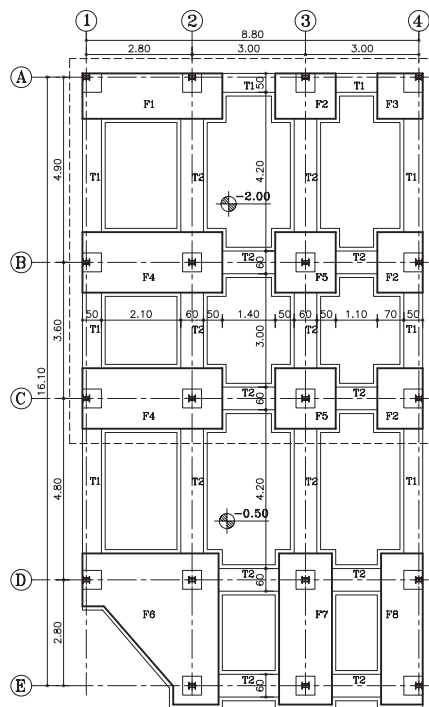 1 2 3 4
8.80
2.80 3.00 3.00
A
F1 T1 50 F2 T1 F3
4.90
T1 T2 4.20 T2 T1
-2.00
B
F4 T2 60 F5 T2 F2
50 2.10 60 50 1.40 50 60 50 1.10 70 50
3.60
T1 T2 3.00 T2 T1
16.10
C
F4 T2 60 F5 T2 F2
4.80
T1 T2 4.20 T2 T1
-0.50
D
T2 60 T2
F6 F7 F8
2.80
E
T2 60 T2